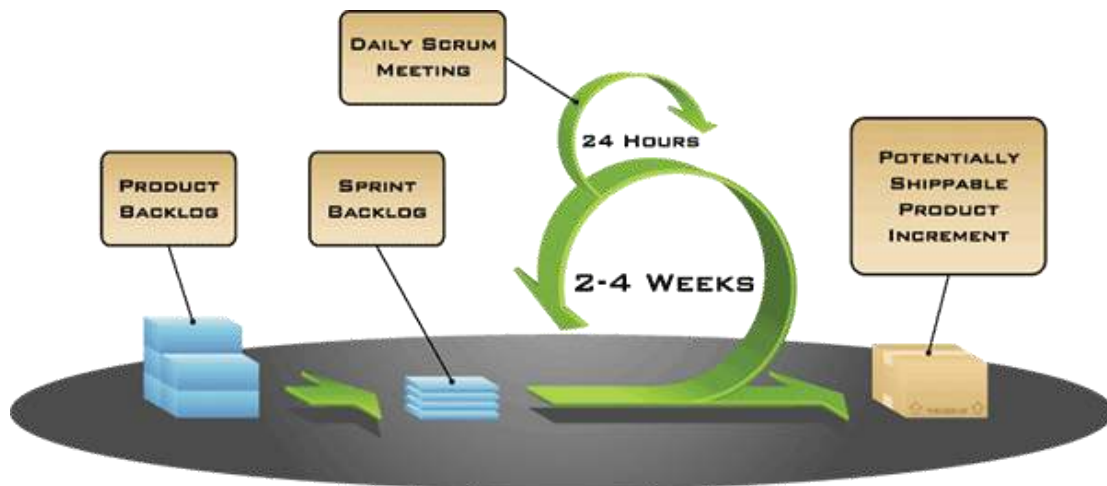 DAILY SCRUM
MEETING
24 HOURS
PRODUCT
BACKLOG
SPRINT
BACKLOG
POTENTIALLY
SHIPPABLE
PRODUCT
INCREMENT
2-4 WEEKS